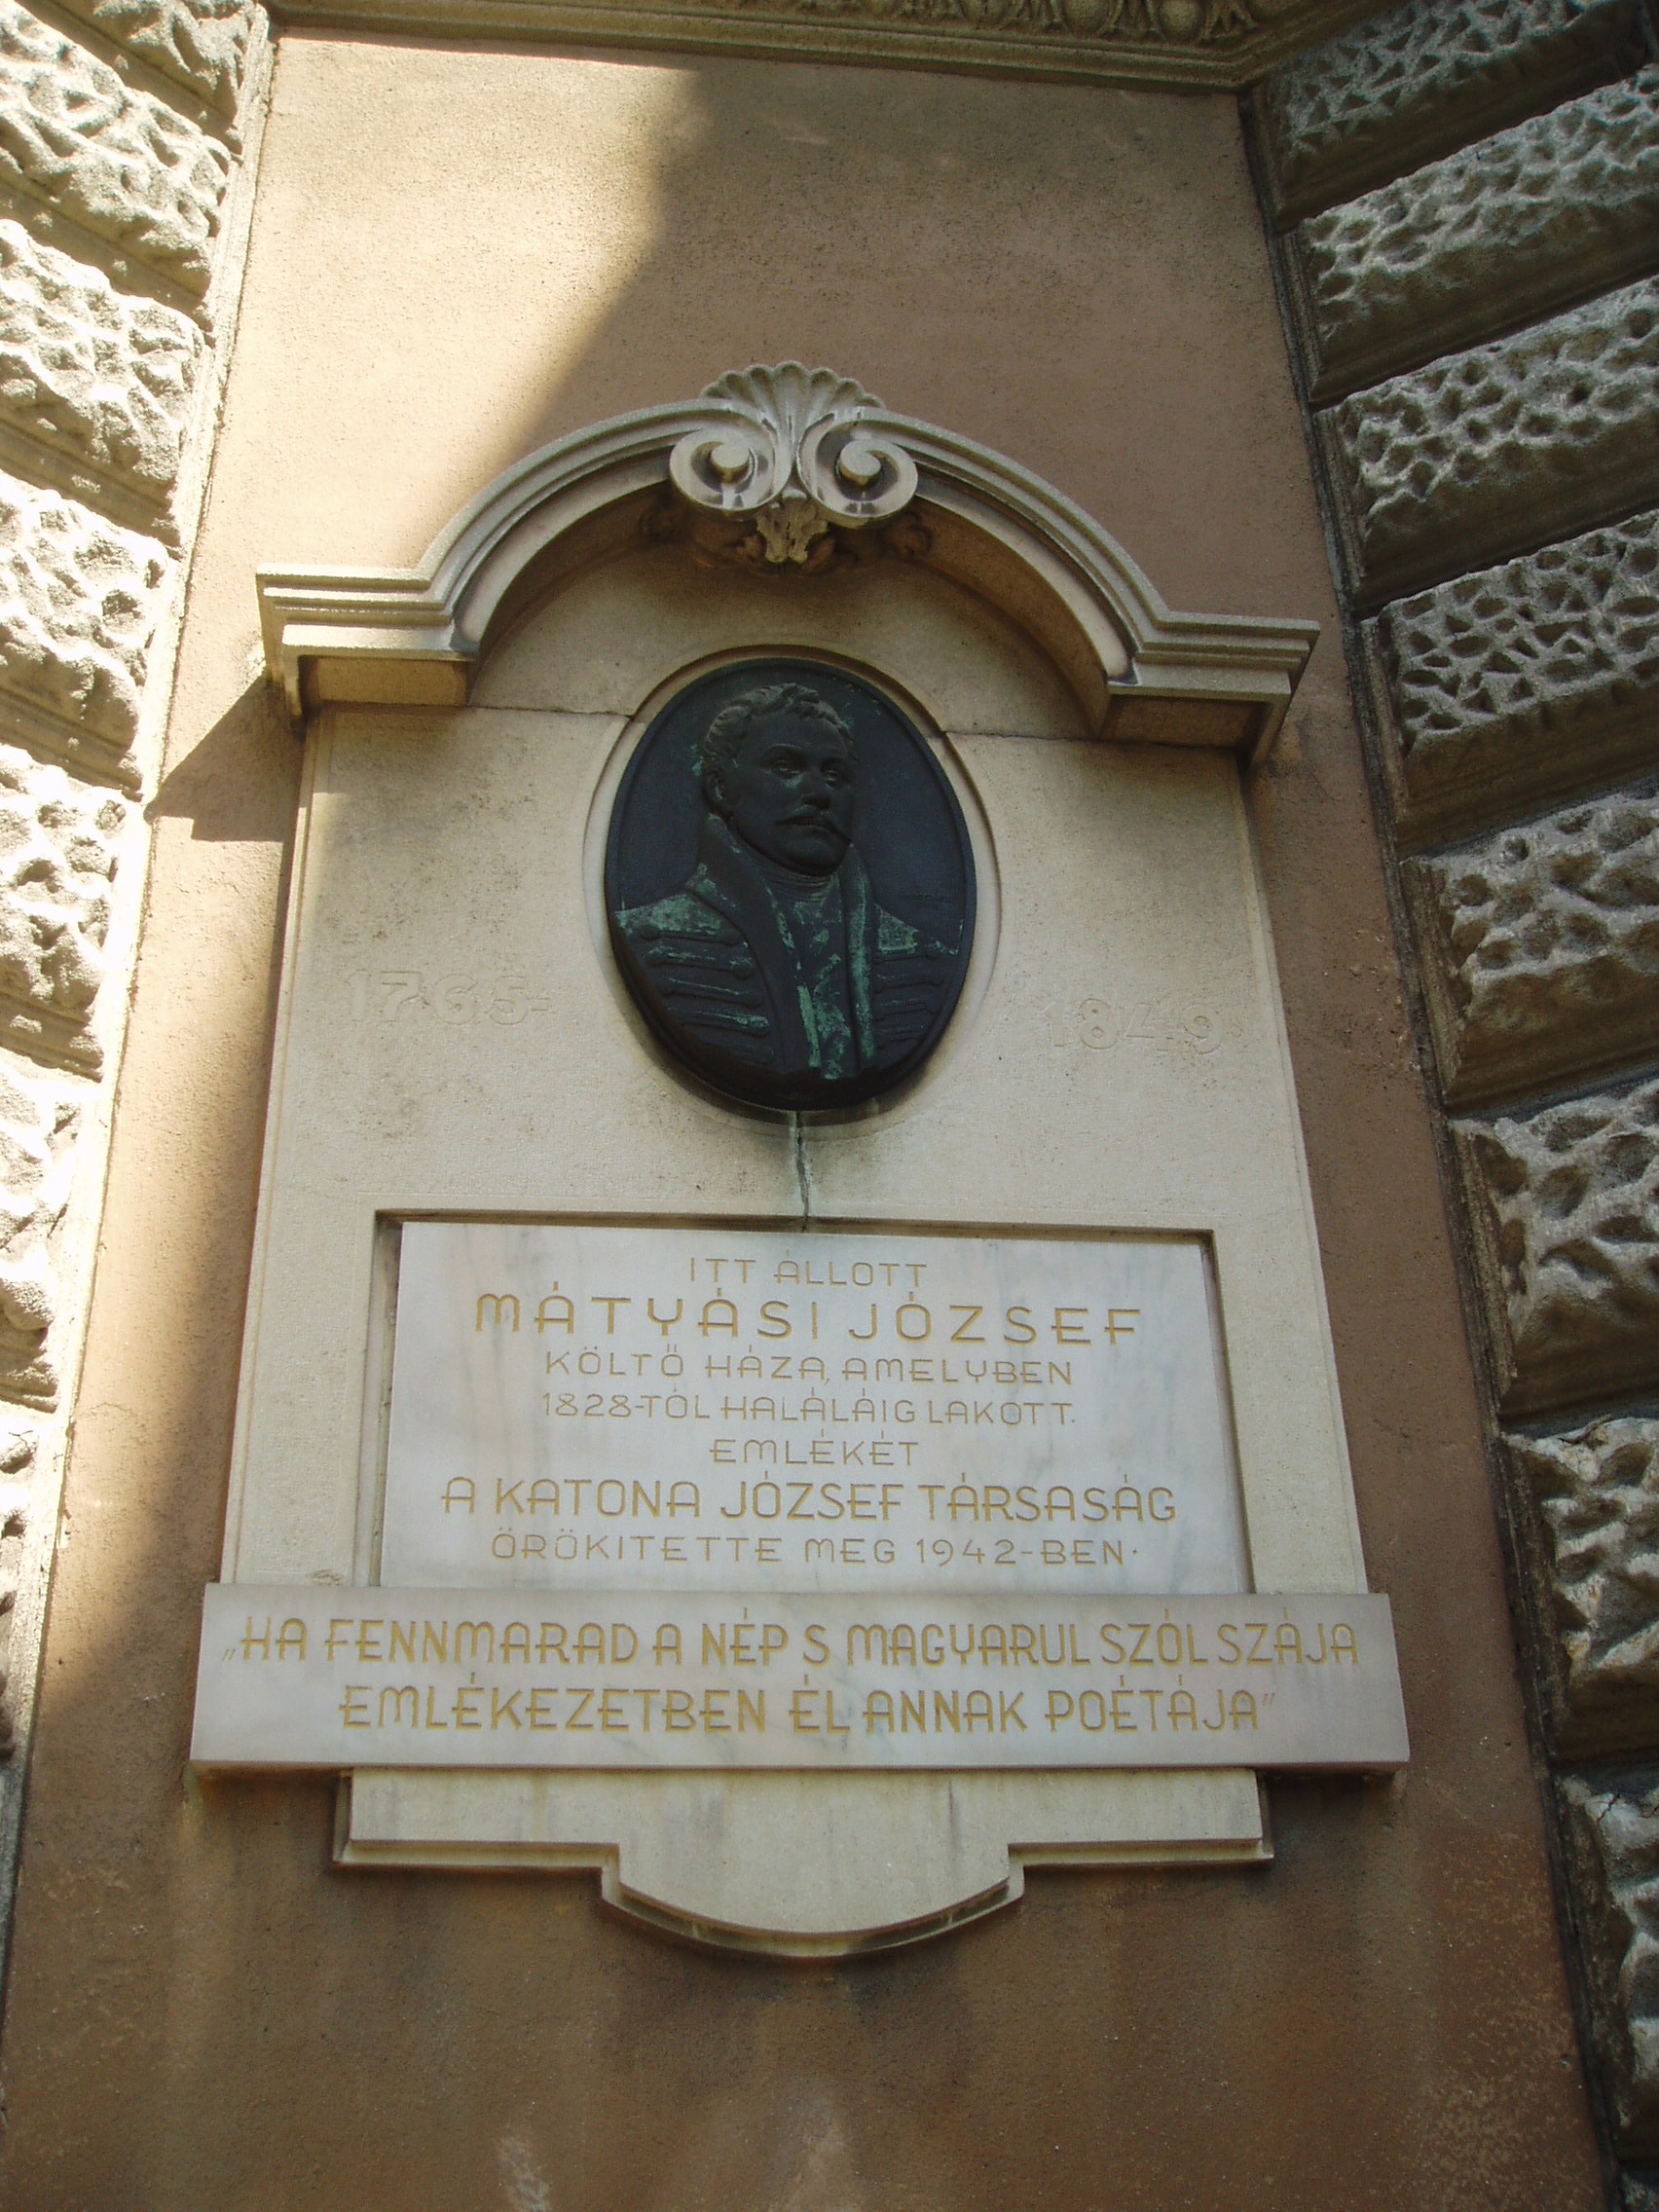 1765- 1849.
ITT ÁLLOTT
MÁTYÁSI JÓZSEF
KÖLTŐ HÁZA, AMELYBEN
1828-TÓL HALÁLÁIG LAKOTT.
EMLÉKÉT
A KATONA JÓZSEF TÁRSASÁG
ÖRÖKITETTE MEG 1942-BEN.
„HA FENNMARAD A NÉP S MAGYARUL SZÓL SZÁJA
EMLÉKEZETBEN ÉL ANNAK POÉTÁJA”